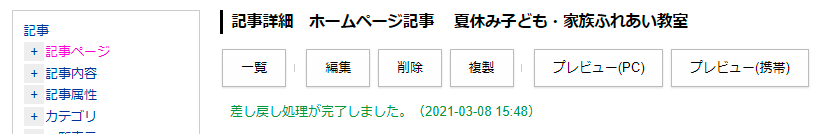 記事
+ 記事ページ
+ 記事内容
+ 記事属性
+ カテゴリ
記事詳細　ホームページ記事　夏休み子ども・家族ふれあい教室
一覧 編集 削除 複製 プレビュー(PC) プレビュー(携帯)
差し戻し処理が完了しました。（2021-03-08 15:48）